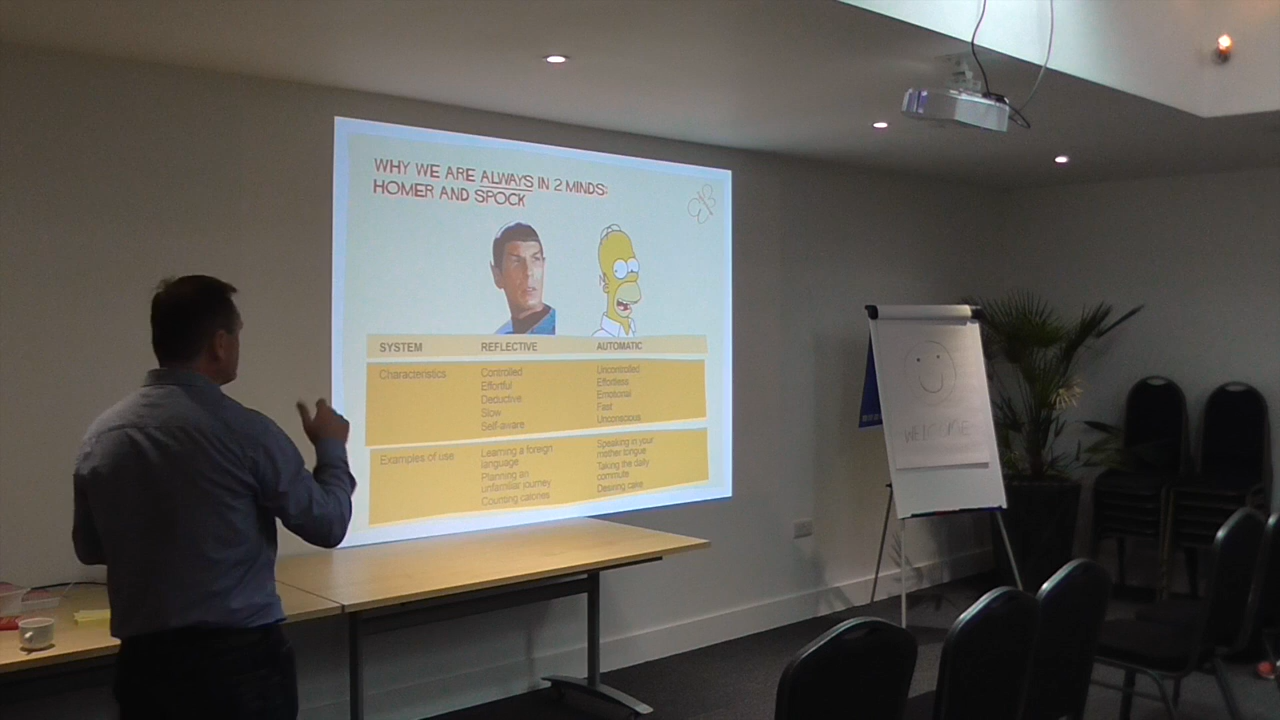 WHY WE ARE ALWAYS IN 2 MINDS:
HOMER AND SPOCK
SYSTEM REFLECTIVE AUTOMATIC
Characteristics
Controlled
Effortful
Deductive
Slow
Self-aware
Uncontrolled
Effortless
Emotional
Fast
Unconscious
Examples of use
Learning a foreign
language
Planning an
unfamiliar journey
Counting calories
Speaking in your
mother tongue
Taking the daily
commute
Desiring cake
WELCOME